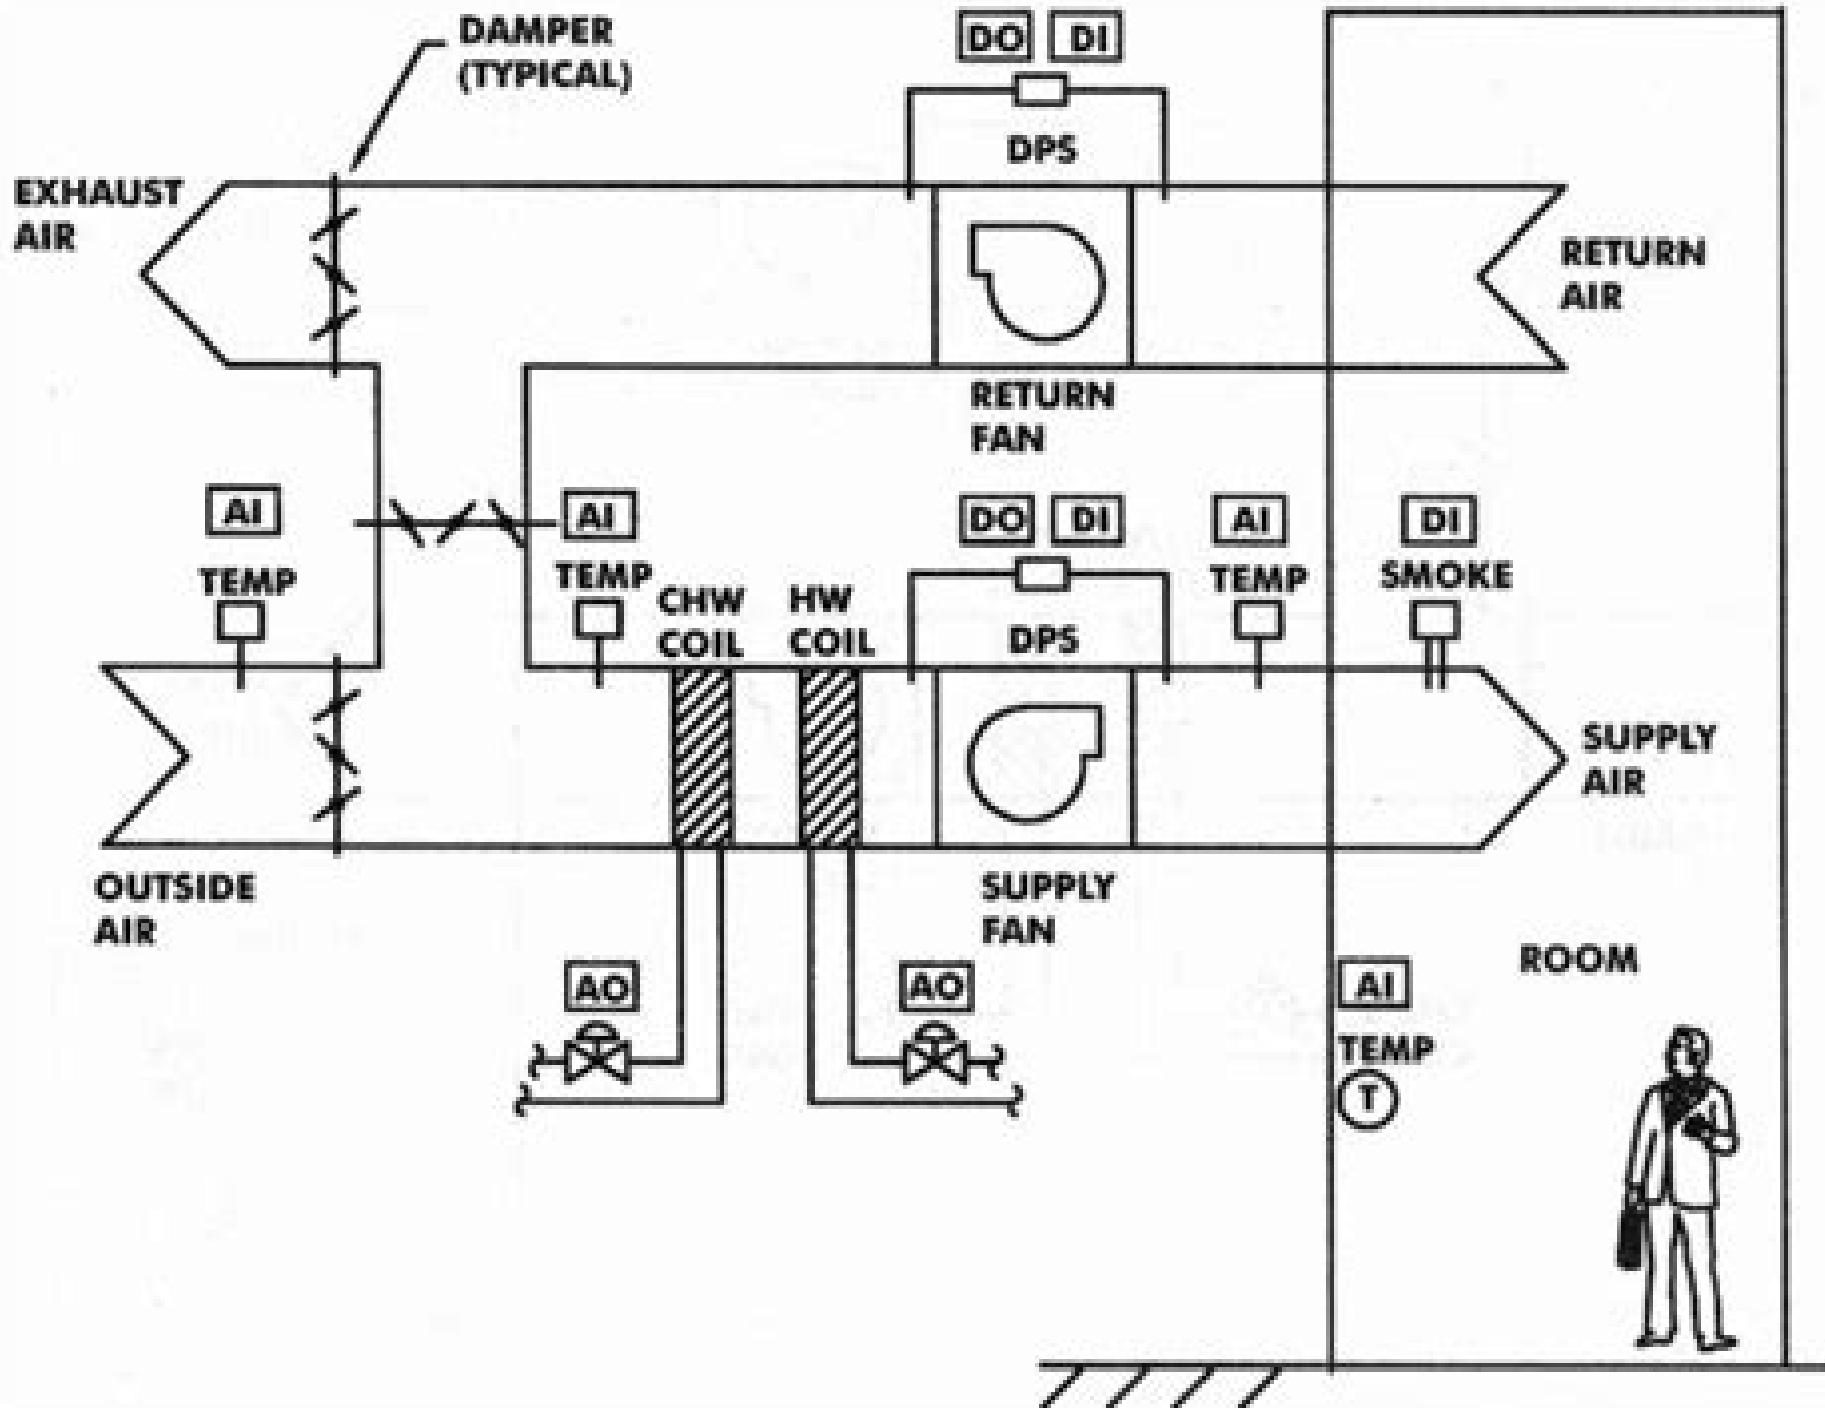 DAMPER
(TYPICAL)
DO DI
DPS
EXHAUST
AIR
RETURN
AIR
RETURN
FAN
AI
TEMP
AI
TEMP
CHW
COIL
HW
COIL
DO DI
DPS
AI
TEMP
DI
SMOKE
SUPPLY
AIR
OUTSIDE
AIR
SUPPLY
FAN
AO
AO
ROOM
AI
TEMP
T